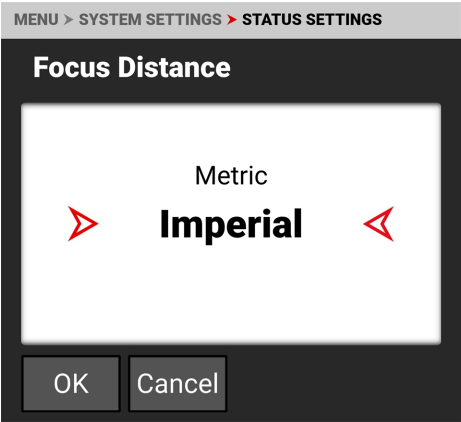 MENU > SYSTEM SETTINGS > STATUS SETTINGS
Focus Distance
Metric
Imperial
OK Cancel